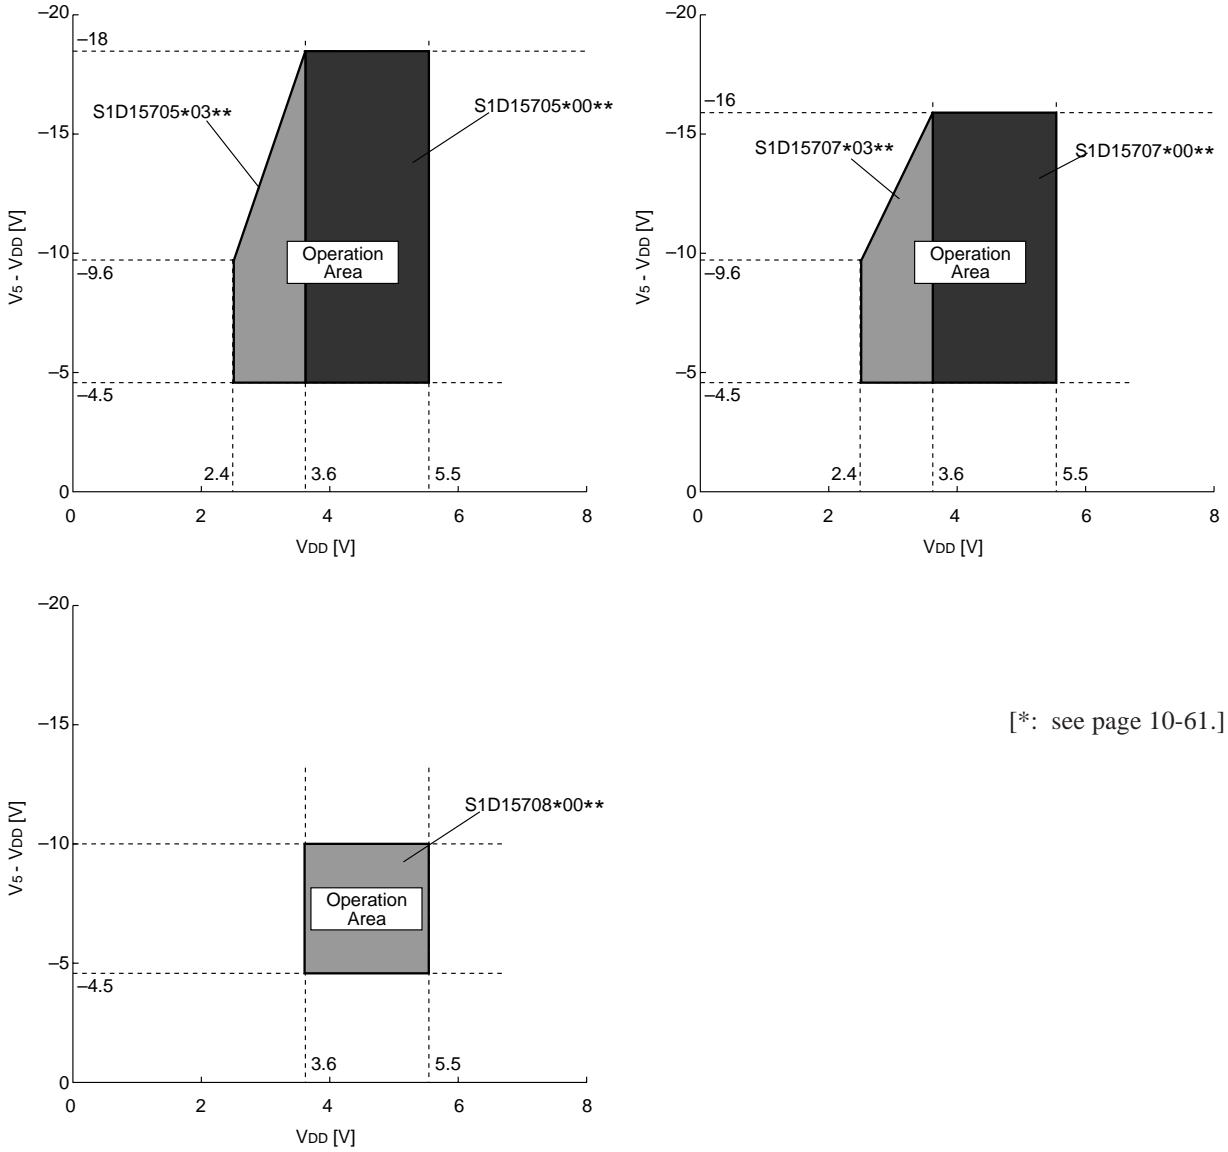 –20
–18
–15
–10
–9.6
–5
–4.5
0
V5 - VDD [V]
S1D15705*03**
S1D15705*00**
Operation
Area
2.4
3.6
5.5
0
2
4
6
8
VDD [V]
–20
–16
–15
–10
–9.6
–5
–4.5
0
V5 - VDD [V]
S1D15707*03**
S1D15707*00**
Operation
Area
2.4
3.6
5.5
0
2
4
6
8
VDD [V]
–20
–15
–10
–5
–4.5
0
V5 - VDD [V]
S1D15708*00**
Operation
Area
3.6
5.5
0
2
4
6
8
VDD [V]
[*: see page 10-61.]